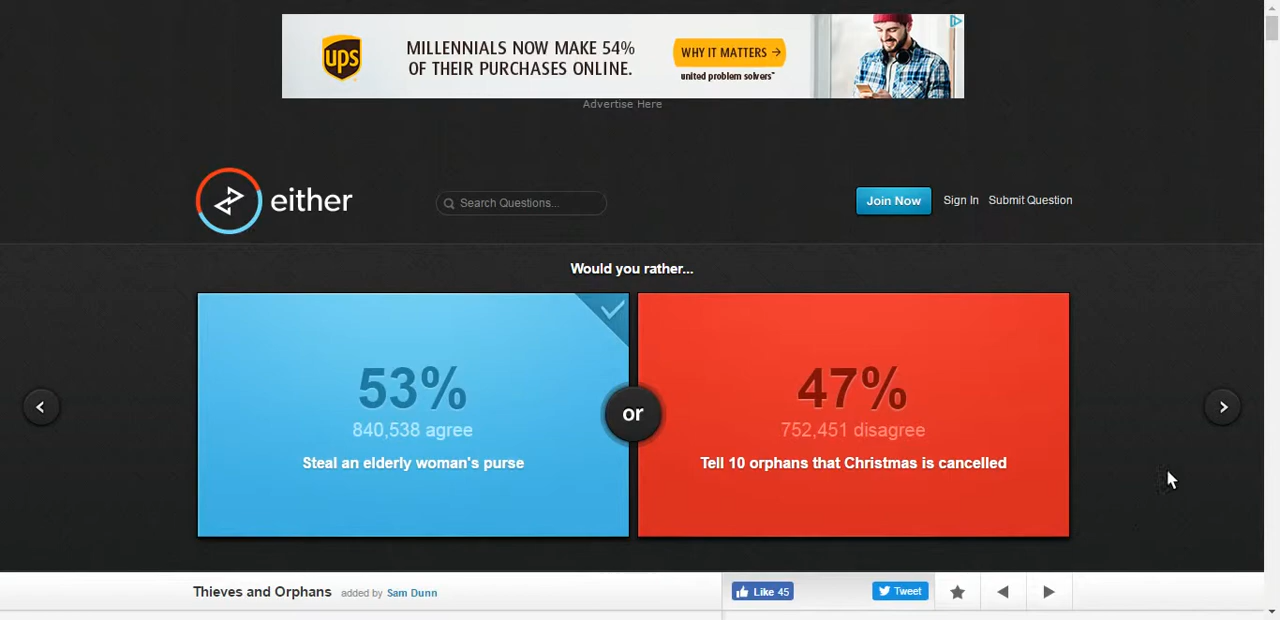 ups
MILLENNIALS NOW MAKE 54%
OF THEIR PURCHASES ONLINE.
WHY IT MATTERS →
united problem solvers™
Advertise Here
either
Search Questions...
Join Now
Sign In
Submit Question
Would you rather...
53%
840,538 agree
Steal an elderly woman's purse
or
47%
752,451 disagree
Tell 10 orphans that Christmas is cancelled
Thieves and Orphans
added by Sam Dunn
Like 45
Tweet